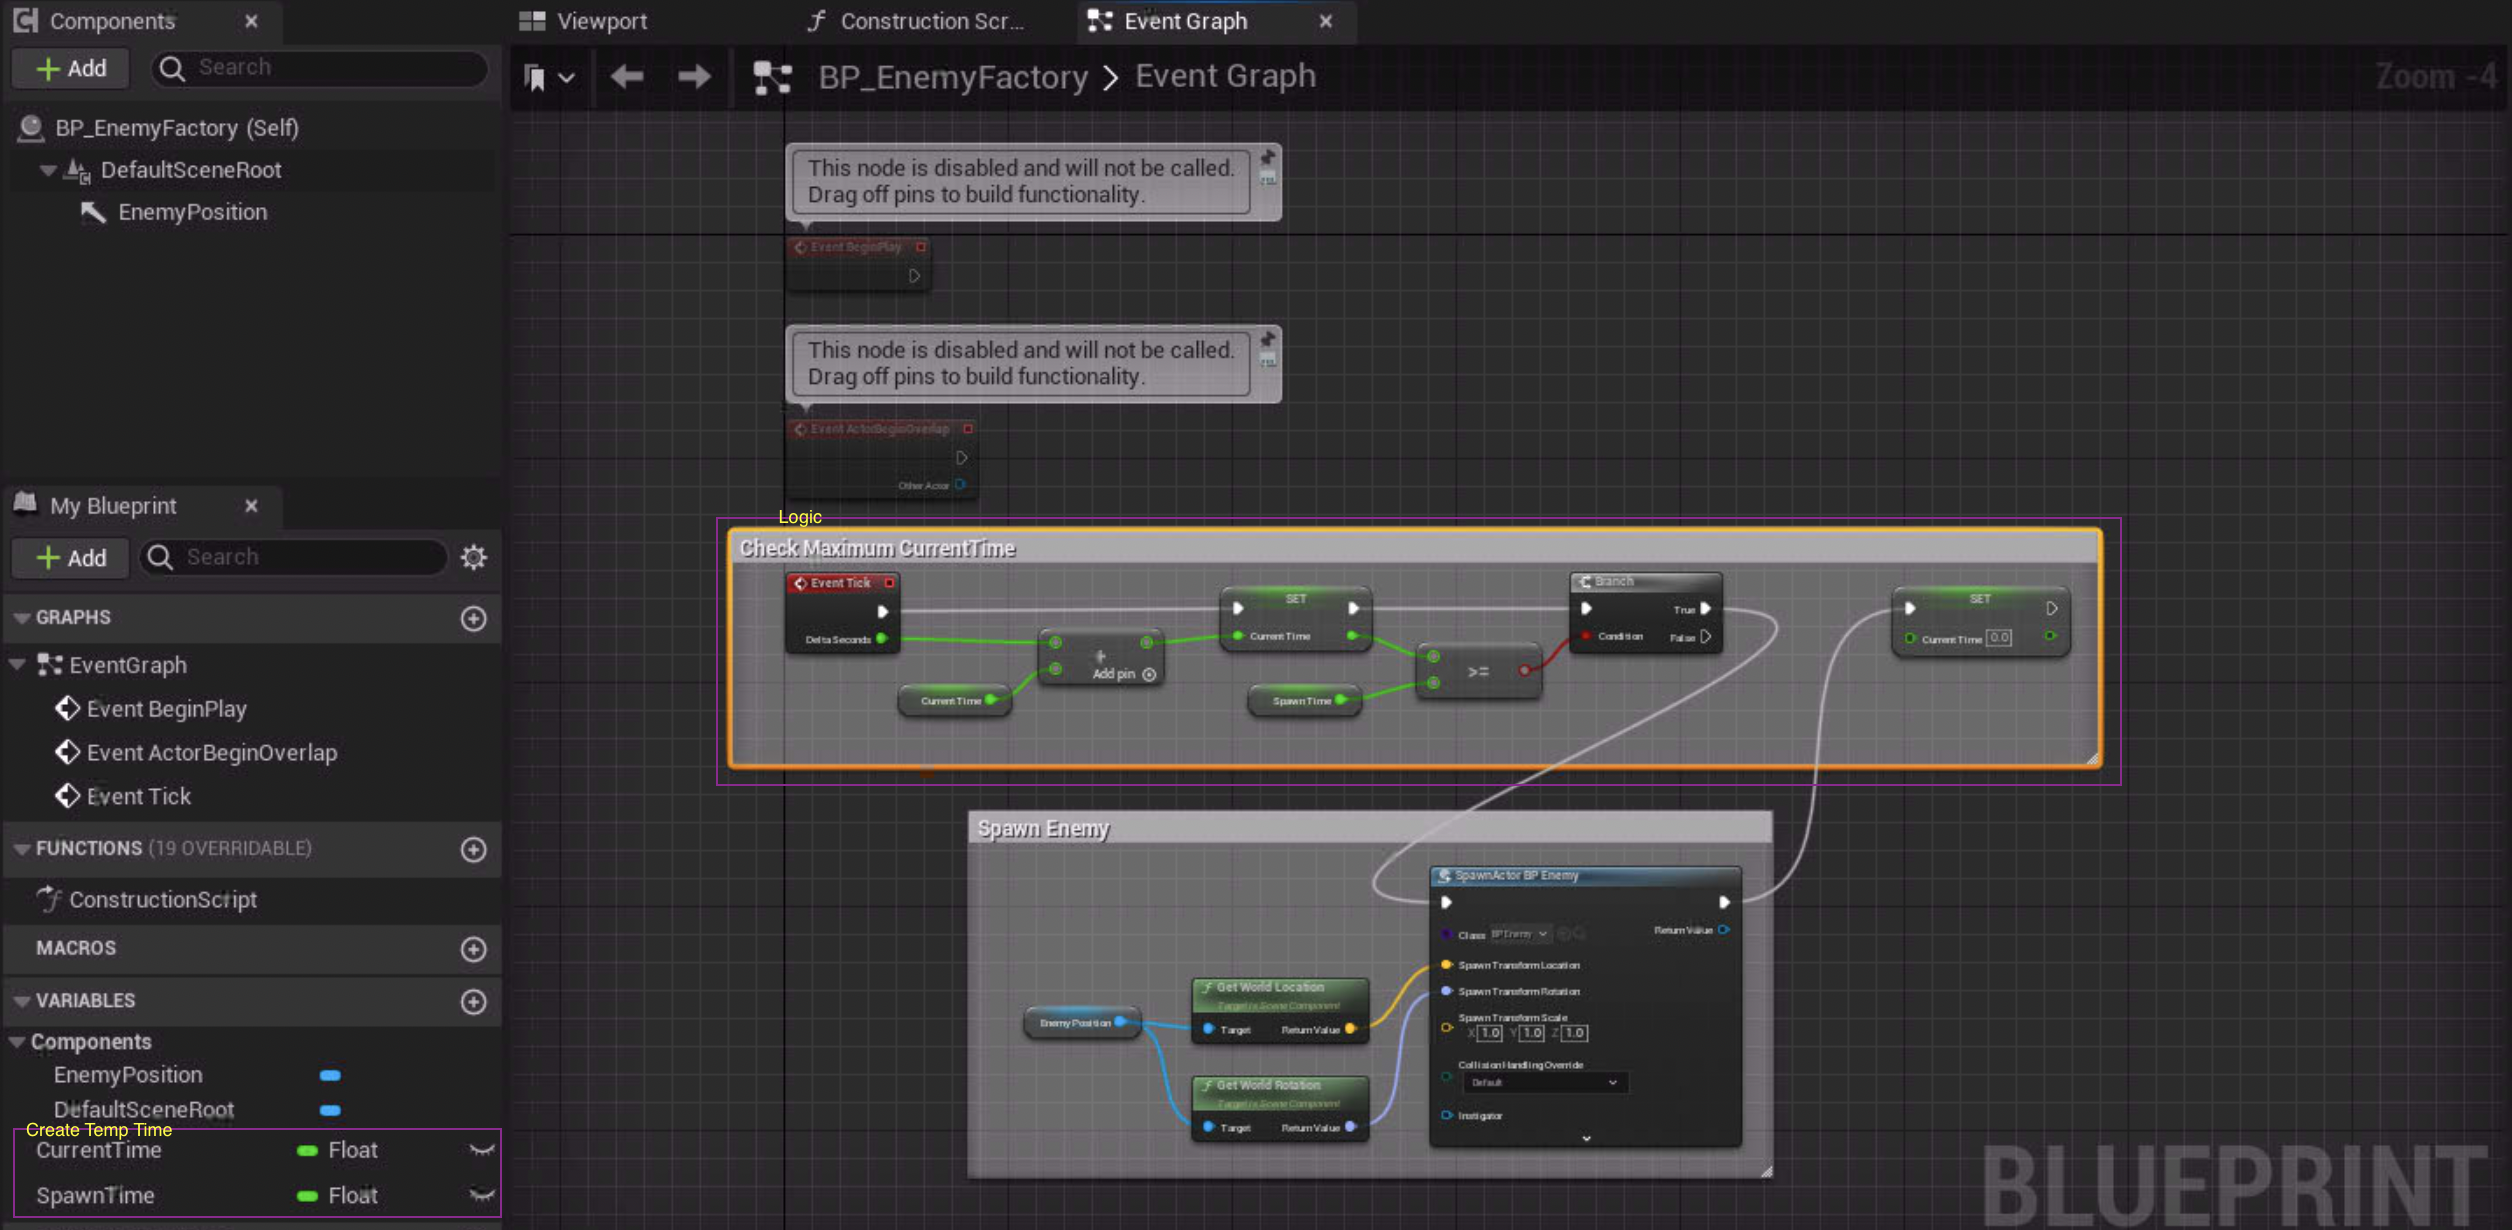 Components
Add
Search
BP_EnemyFactory (Self)
DefaultSceneRoot
EnemyPosition
My Blueprint
Add
Search
GRAPHS
EventGraph
Event BeginPlay
Event ActorBeginOverlap
Event Tick
FUNCTIONS (19 OVERRIDABLE)
ConstructionScript
MACROS
VARIABLES
Components
EnemyPosition
DefaultSceneRoot
Create Temp Time
CurrentTime Float
SpawnTime Float
Viewport
Construction Scr...
Event Graph
BP_EnemyFactory > Event Graph
Zoom -4
This node is disabled and will not be called.
Drag off pins to build functionality.
Event BeginPlay
This node is disabled and will not be called.
Drag off pins to build functionality.
Event ActorBeginOverlap
Other Actor
Logic
Check Maximum CurrentTime
Event Tick
Delta Seconds
Current Time
+
Add pin
SET
Current Time
Spawn Time
>=
Branch
True
Condition
False
SET
Current Time 0.0
Spawn Enemy
Enemy Position
Get World Location
Target is Scene Component
Target Return Value
Get World Rotation
Target is Scene Component
Target Return Value
SpawnActor BP Enemy
Class BP Enemy
Return Value
Spawn Transform Location
Spawn Transform Rotation
Spawn Transform Scale
X 1.0 Y 1.0 Z 1.0
Collision Handling Override
Default
Instigator
BLUEPRINT